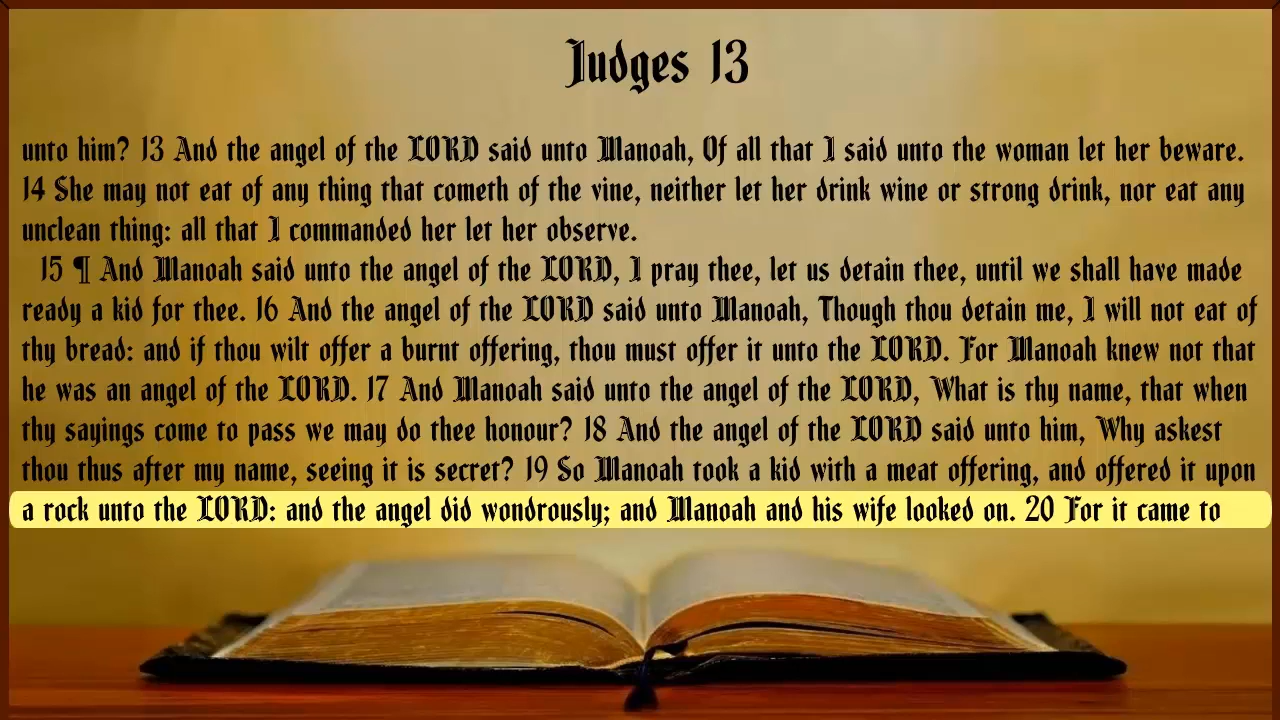 Judges 13
unto him? 13 And the angel of the LORD said unto Manoah, Of all that I said unto the woman let her beware.
14 She may not eat of any thing that cometh of the vine, neither let her drink wine or strong drink, nor eat any
unclean thing: all that I commanded her let her observe.
15 ¶ And Manoah said unto the angel of the LORD, I pray thee, let us detain thee, until we shall have made
ready a kid for thee. 16 And the angel of the LORD said unto Manoah, Though thou detain me, I will not eat of
thy bread: and if thou wilt offer a burnt offering, thou must offer it unto the LORD. For Manoah knew not that
he was an angel of the LORD. 17 And Manoah said unto the angel of the LORD, What is thy name, that when
thy sayings come to pass we may do thee honour? 18 And the angel of the LORD said unto him, Why askest
thou thus after my name, seeing it is secret? 19 So Manoah took a kid with a meat offering, and offered it upon
a rock unto the LORD: and the angel did wondrously; and Manoah and his wife looked on. 20 For it came to